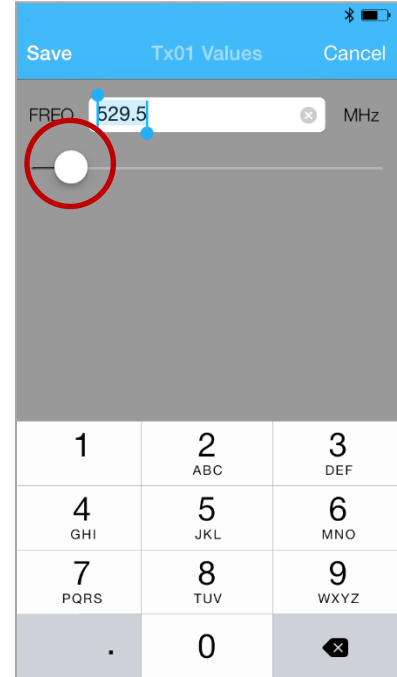 Save Tx01 Values Cancel
FREQ 529.5 MHz
1 2 3
ABC DEF
4 5 6
GHI JKL MNO
7 8 9
PQRS TUV WXYZ
. 0